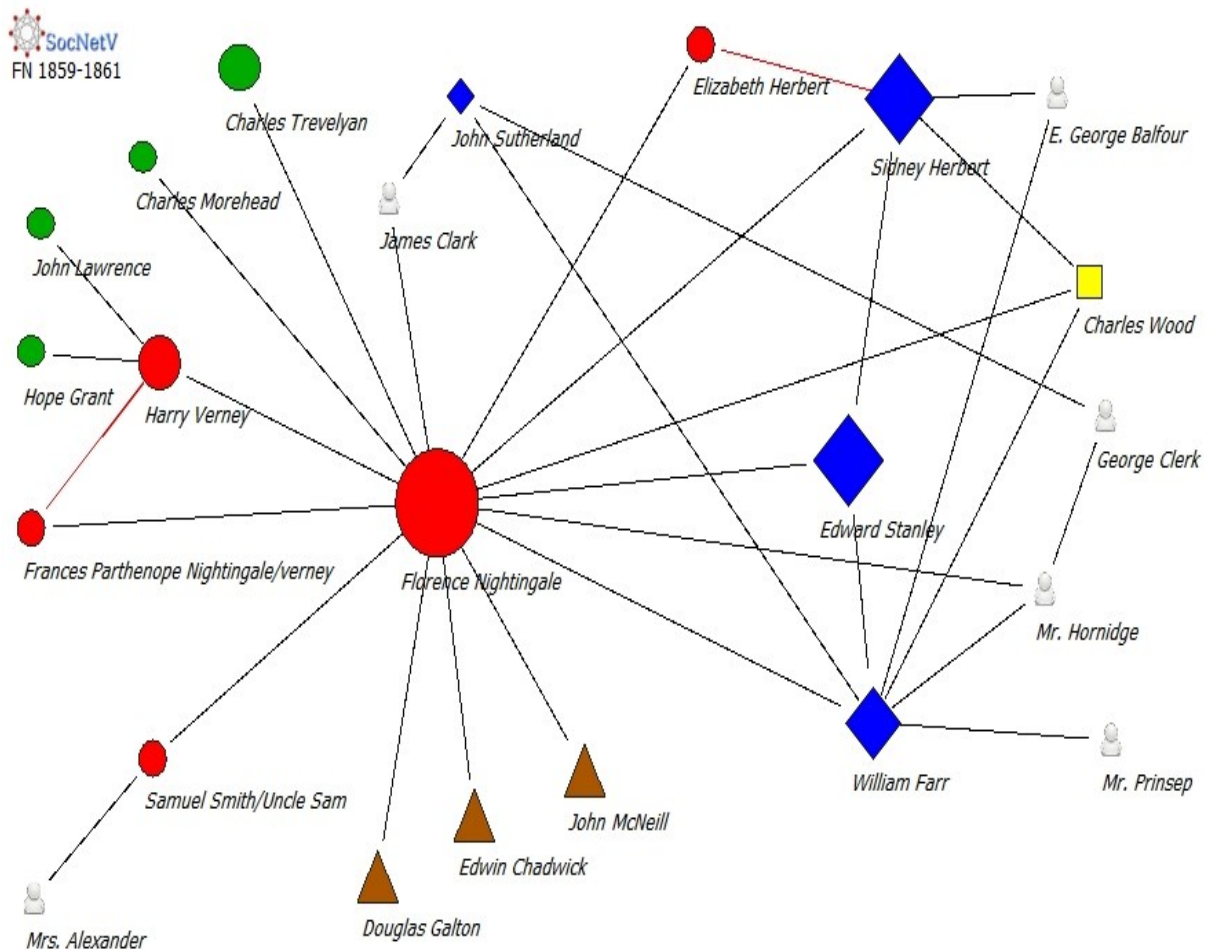 SocNetV
FN 1859-1861
Elizabeth Herbert
Charles Trevelyan
John Sutherland
E. George Balfour
Sidney Herbert
Charles Morehead
James Clark
John Lawrence
Charles Wood
Hope Grant
Harry Verney
George Clerk
Edward Stanley
Frances Parthenope Nightingale/verney
Florence Nightingale
Mr. Hornidge
William Farr
Mr. Prinsep
Samuel Smith/Uncle Sam
John McNeill
Edwin Chadwick
Douglas Galton
Mrs. Alexander